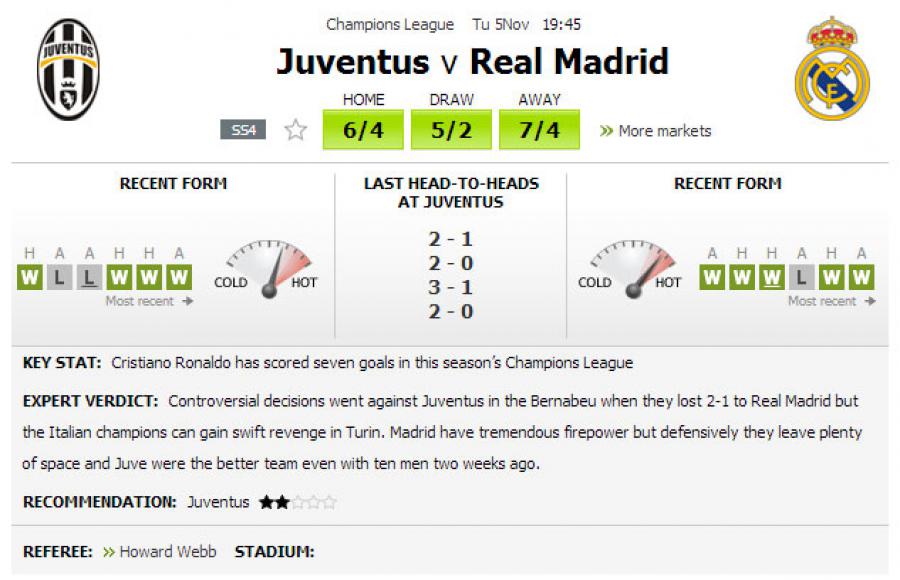 Champions League Tu 5Nov 19:45
JUVENTUS
Juventus v Real Madrid
HOME DRAW AWAY
SS4 6/4 5/2 7/4 » More markets
RECENT FORM
LAST HEAD-TO-HEADS
AT JUVENTUS
RECENT FORM
H A A H H A
W L L W W W
COLD HOT
Most recent →
2 - 1
2 - 0
3 - 1
2 - 0
COLD HOT
A H H A H A
W W W L W W
Most recent →
KEY STAT: Cristiano Ronaldo has scored seven goals in this season’s Champions League
EXPERT VERDICT: Controversial decisions went against Juventus in the Bernabeu when they lost 2-1 to Real Madrid but
the Italian champions can gain swift revenge in Turin. Madrid have tremendous firepower but defensively they leave plenty
of space and Juve were the better team even with ten men two weeks ago.
RECOMMENDATION: Juventus ★★☆☆☆
REFEREE: » Howard Webb STADIUM: